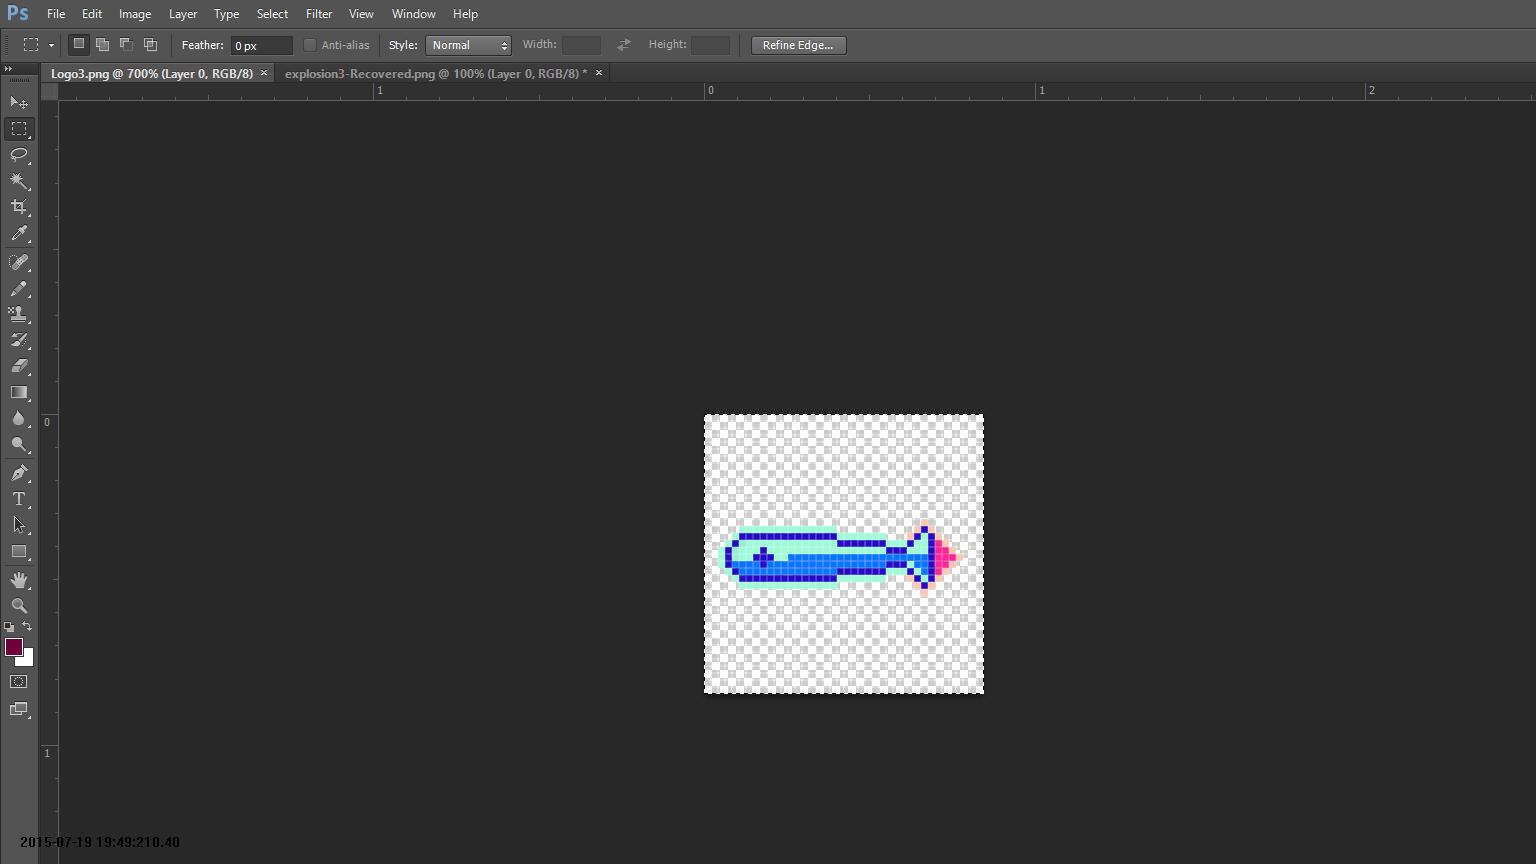 Ps File Edit Image Layer Type Select Filter View Window Help
Feather: 0 px Anti-alias Style: Normal Width: Height: Refine Edge...
Logo3.png @ 700% (Layer 0, RGB/8) × explosion3-Recovered.png @ 100% (Layer 0, RGB/8) * ×
1 0 1 2
0
T
1
2015-07-19 19:49:210.40